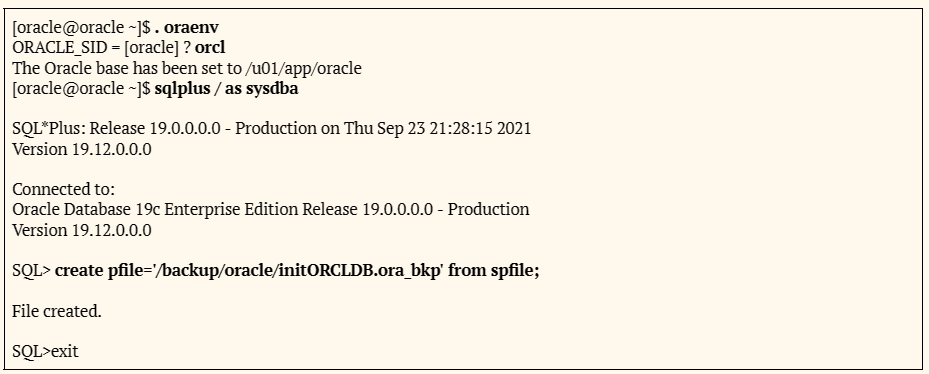 [oracle@oracle ~]$ . oraenv
ORACLE_SID = [oracle] ? orcl
The Oracle base has been set to /u01/app/oracle
[oracle@oracle ~]$ sqlplus / as sysdba
SQL*Plus: Release 19.0.0.0.0 - Production on Thu Sep 23 21:28:15 2021
Version 19.12.0.0.0
Connected to:
Oracle Database 19c Enterprise Edition Release 19.0.0.0.0 - Production
Version 19.12.0.0.0
SQL> create pfile='/backup/oracle/initORCLDB.ora_bkp' from spfile;
File created.
SQL>exit